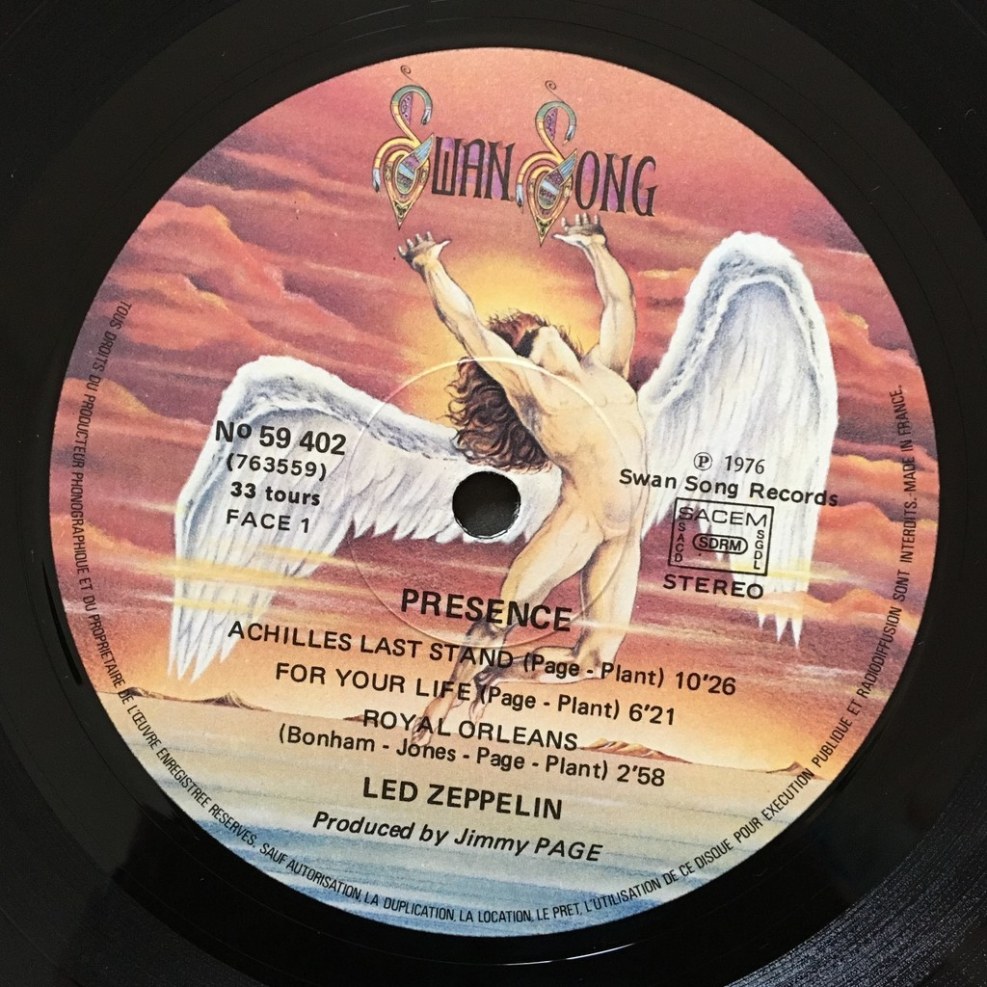 SWAN SONG
Nº 59 402
(763559)
33 tours
FACE 1
℗ 1976
Swan Song Records
SACEM
SACD
SDRM
SGDL
STEREO
PRESENCE
ACHILLES LAST STAND (Page - Plant) 10'26
FOR YOUR LIFE (Page - Plant) 6'21
ROYAL ORLEANS
(Bonham - Jones - Page - Plant) 2'58
LED ZEPPELIN
Produced by Jimmy PAGE
TOUS DROITS DU PRODUCTEUR PHONOGRAPHIQUE ET DU PROPRIETAIRE DE L'ŒUVRE ENREGISTREE RESERVES. SAUF AUTORISATION, LA DUPLICATION, LA LOCATION, LE PRET, L'UTILISATION DE CE DISQUE POUR EXECUTION PUBLIQUE ET RADIODIFFUSION SONT INTERDITS. MADE IN FRANCE.